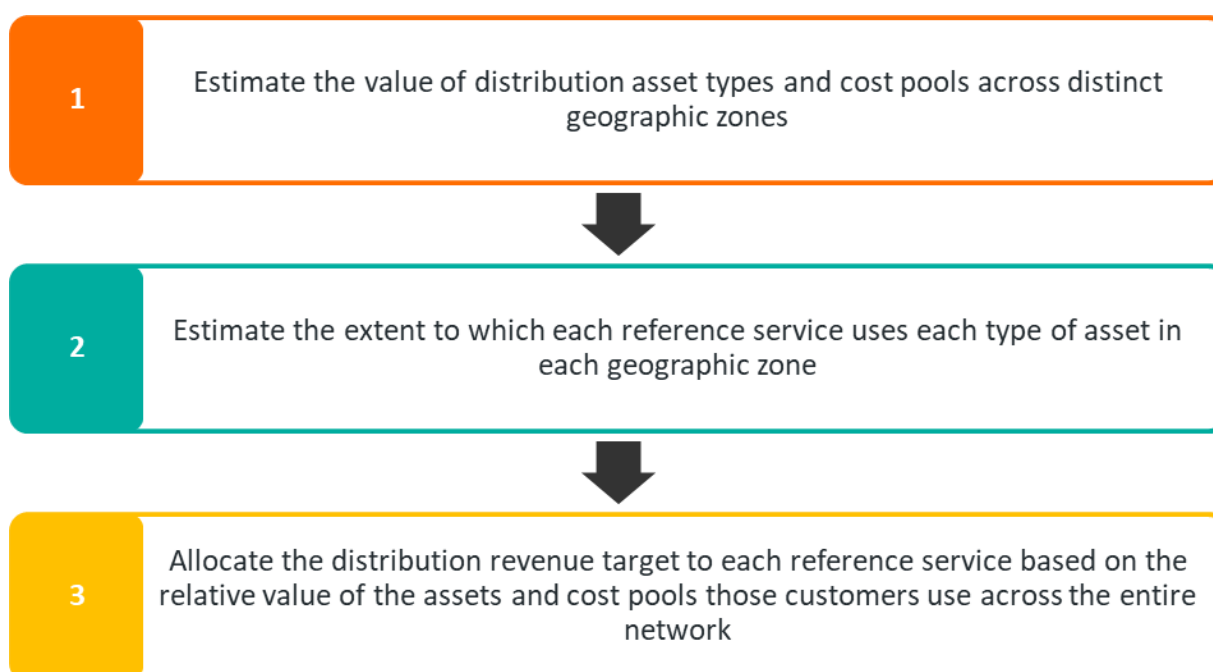 1
Estimate the value of distribution asset types and cost pools across distinct
geographic zones
2
Estimate the extent to which each reference service uses each type of asset in
each geographic zone
3
Allocate the distribution revenue target to each reference service based on the
relative value of the assets and cost pools those customers use across the entire
network